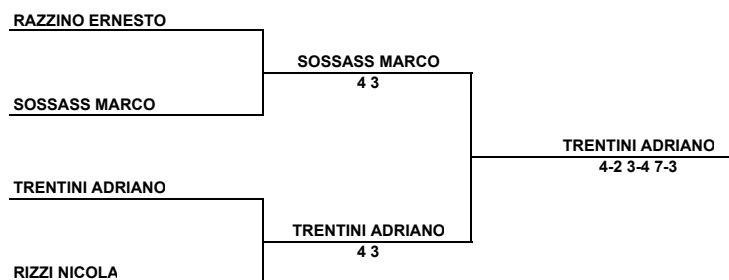 RAZZINO ERNESTO
SOSSASS MARCO
4 3
SOSSASS MARCO
TRENTINI ADRIANO
4-2 3-4 7-3
TRENTINI ADRIANO
TRENTINI ADRIANO
4 3
RIZZI NICOLA